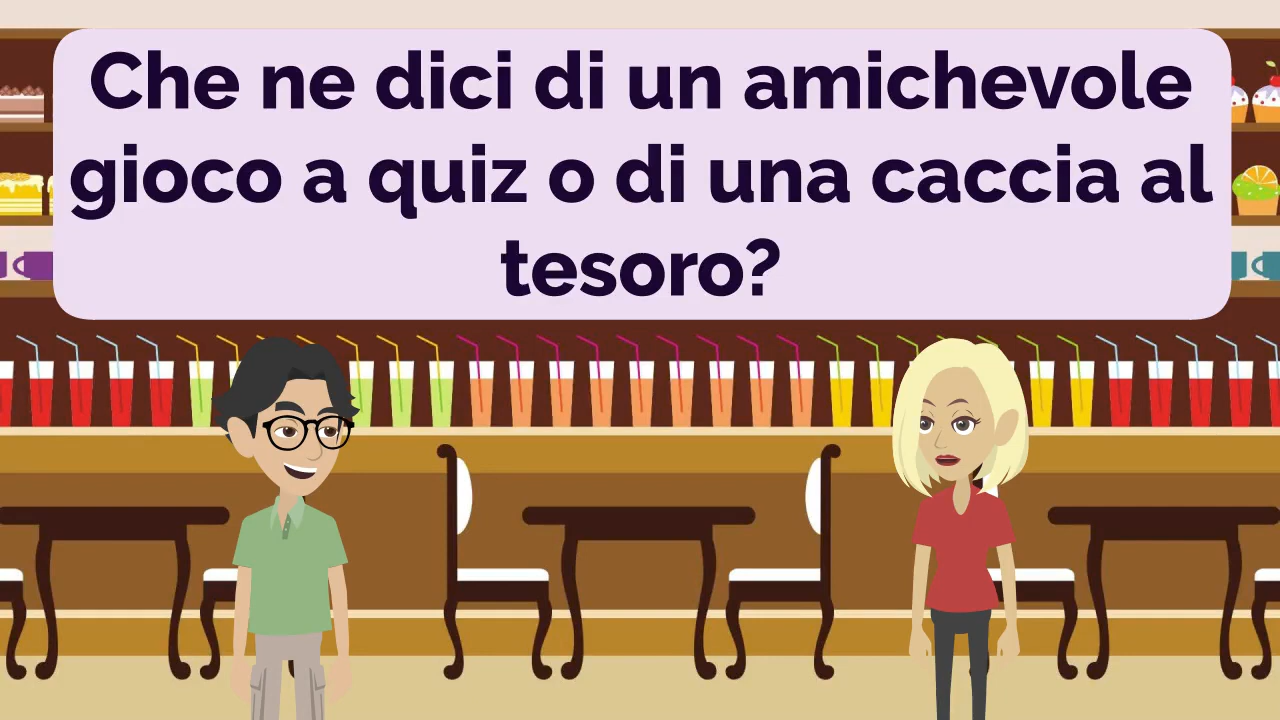 Che ne dici di un amichevole
gioco a quiz o di una caccia al
tesoro?